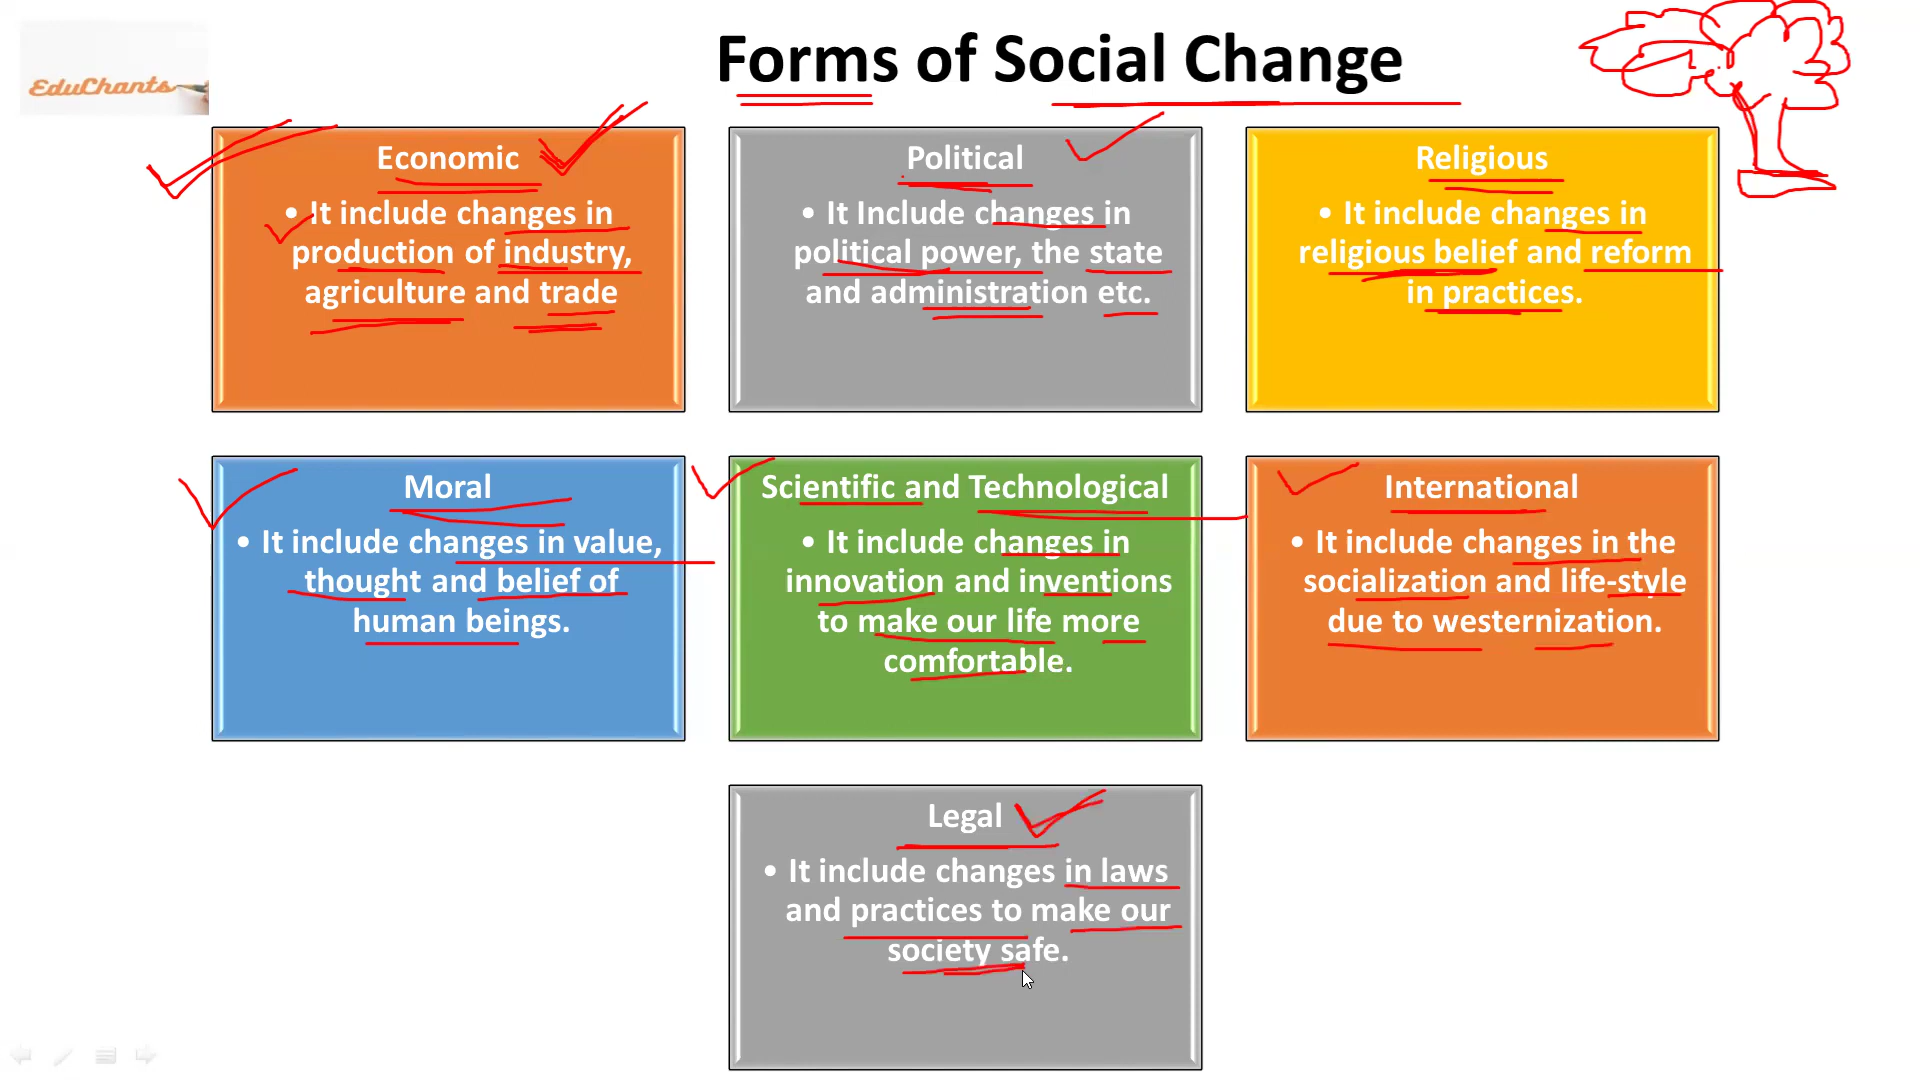 EduChants
Forms of Social Change
Economic
• It include changes in
production of industry,
agriculture and trade
Political
• It Include changes in
political power, the state
and administration etc.
Religious
• It include changes in
religious belief and reform
in practices.
Moral
• It include changes in value,
thought and belief of
human beings.
Scientific and Technological
• It include changes in
innovation and inventions
to make our life more
comfortable.
International
• It include changes in the
socialization and life-style
due to westernization.
Legal
• It include changes in laws
and practices to make our
society safe.